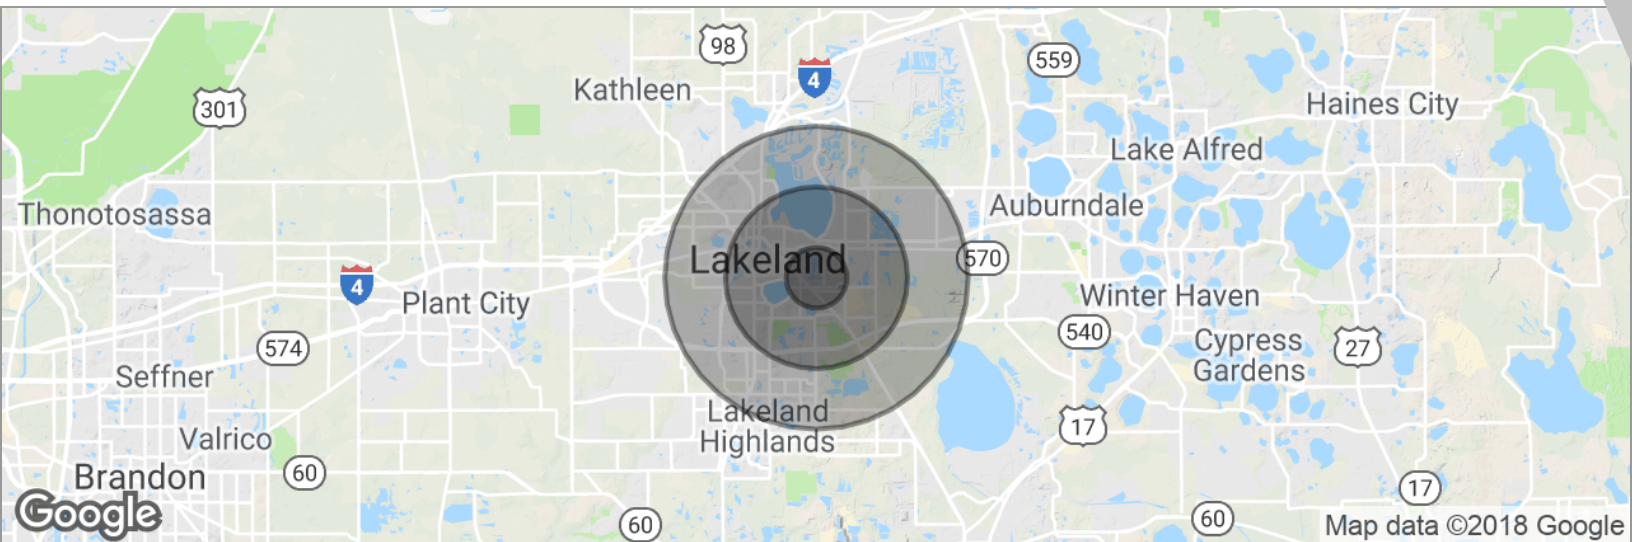 98
559
4
Kathleen
301
Haines City
Lake Alfred
Auburndale
Thonotosassa
Lakeland
570
4
Plant City
Winter Haven
540
Cypress
Gardens
27
574
Seffner
Lakeland
Highlands
17
Valrico
60
Brandon
17
Google
60
60
Map data ©2018 Google